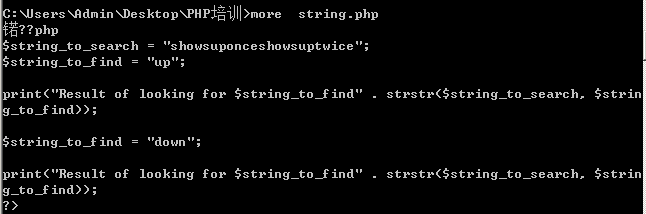 C:\Users\Admin\Desktop\PHP培训>more  string.php
锘??php
$string_to_search = "showsuponceshowsuptwice";
$string_to_find = "up";
print("Result of looking for $string_to_find" . strstr($string_to_search, $strin
g_to_find));
$string_to_find = "down";
print("Result of looking for $string_to_find" . strstr($string_to_search, $strin
g_to_find));
?>